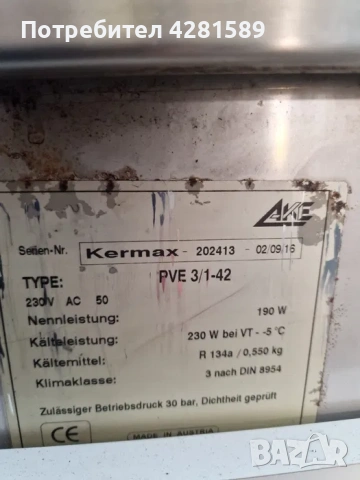 Потребител 4281589
AKE
Serien-Nr. Kermax - 202413 - 02/09/16
TYPE: PVE 3/1-42
230V AC 50
Nennleistung: 190 W
Kälteleistung: 230 W bei VT - -5 °C
Kältemittel: R 134a / 0,550 kg
Klimaklasse: 3 nach DIN 8954
Zulässiger Betriebsdruck 30 bar, Dichtheit geprüft
CE MADE IN AUSTRIA
BAZAR